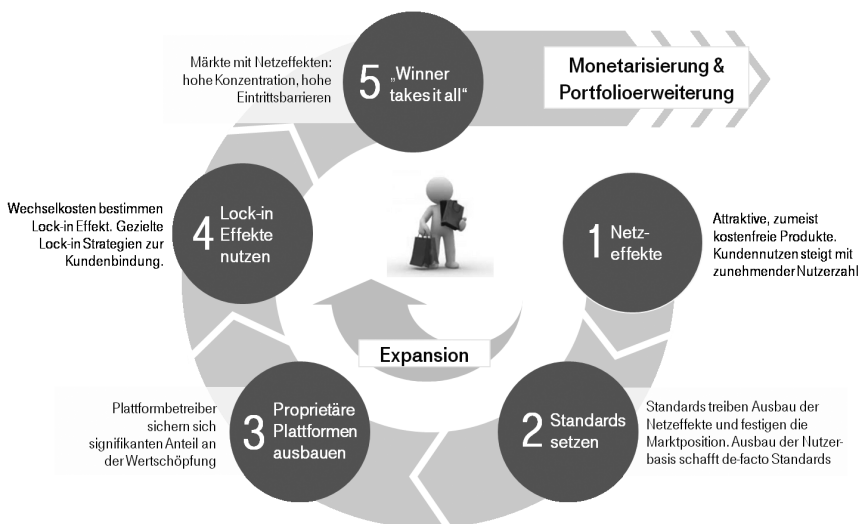 Märkte mit Netzeffekten:
hohe Konzentration, hohe
Eintrittsbarrieren
5 „Winner
takes it all“
Monetarisierung &
Portfolioerweiterung
Wechselkosten bestimmen
Lock-in Effekt. Gezielte
Lock-in Strategien zur
Kundenbindung.
4 Lock-in
Effekte
nutzen
1 Netz-
effekte
Attraktive, zumeist
kostenfreie Produkte.
Kundennutzen steigt mit
zunehmender Nutzerzahl
Expansion
Plattformbetreiber
sichern sich
signifikanten Anteil an
der Wertschöpfung
3 Proprietäre
Plattformen
ausbauen
2 Standards
setzen
Standards treiben Ausbau der
Netzeffekte und festigen die
Marktposition. Ausbau der Nutzer-
basis schafft de-facto Standards